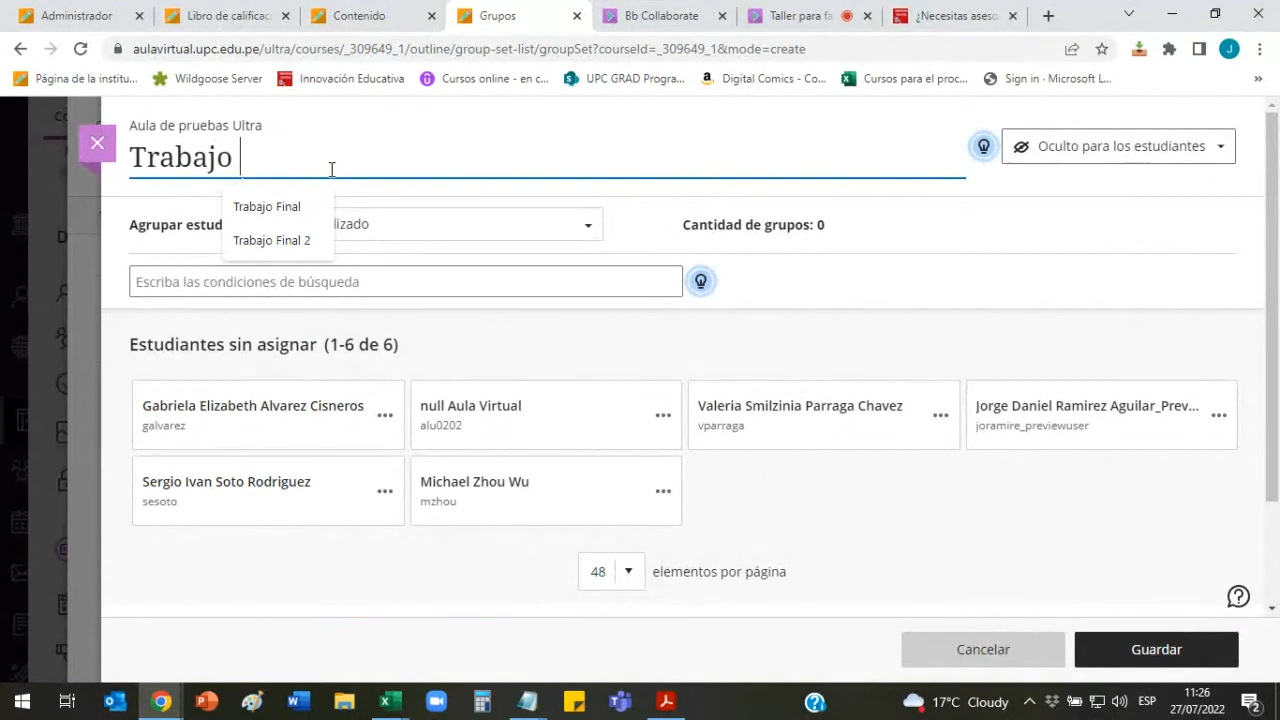 Administrador
Libro de calificac
Contenido
Grupos
Bb Collaborate
Taller para fa
¿Necesitas aseso
aulavirtual.upc.edu.pe/ultra/courses/_309649_1/outline/group-set-list/groupSet?courseId=_309649_1&mode=create
J
Página de la institu...
Wildgoose Server
Innovación Educativa
Cursos online - en c...
UPC GRAD Progra...
Digital Comics - Co...
Cursos para el proc...
Sign in · Microsoft L...
»
Aula de pruebas Ultra
Trabajo
Oculto para los estudiantes
Trabajo Final
Trabajo Final 2
Agrupar estud
lizado
Cantidad de grupos: 0
Escriba las condiciones de búsqueda
Estudiantes sin asignar (1-6 de 6)
Gabriela Elizabeth Alvarez Cisneros
galvarez
null Aula Virtual
alu0202
Valeria Smilzinia Parraga Chavez
vparraga
Jorge Daniel Ramirez Aguilar_Prev...
joramire_previewuser
Sergio Ivan Soto Rodriguez
sesoto
Michael Zhou Wu
mzhou
48
elementos por página
Cancelar
Guardar
17°C Cloudy
ESP
11:26
27/07/2022
2